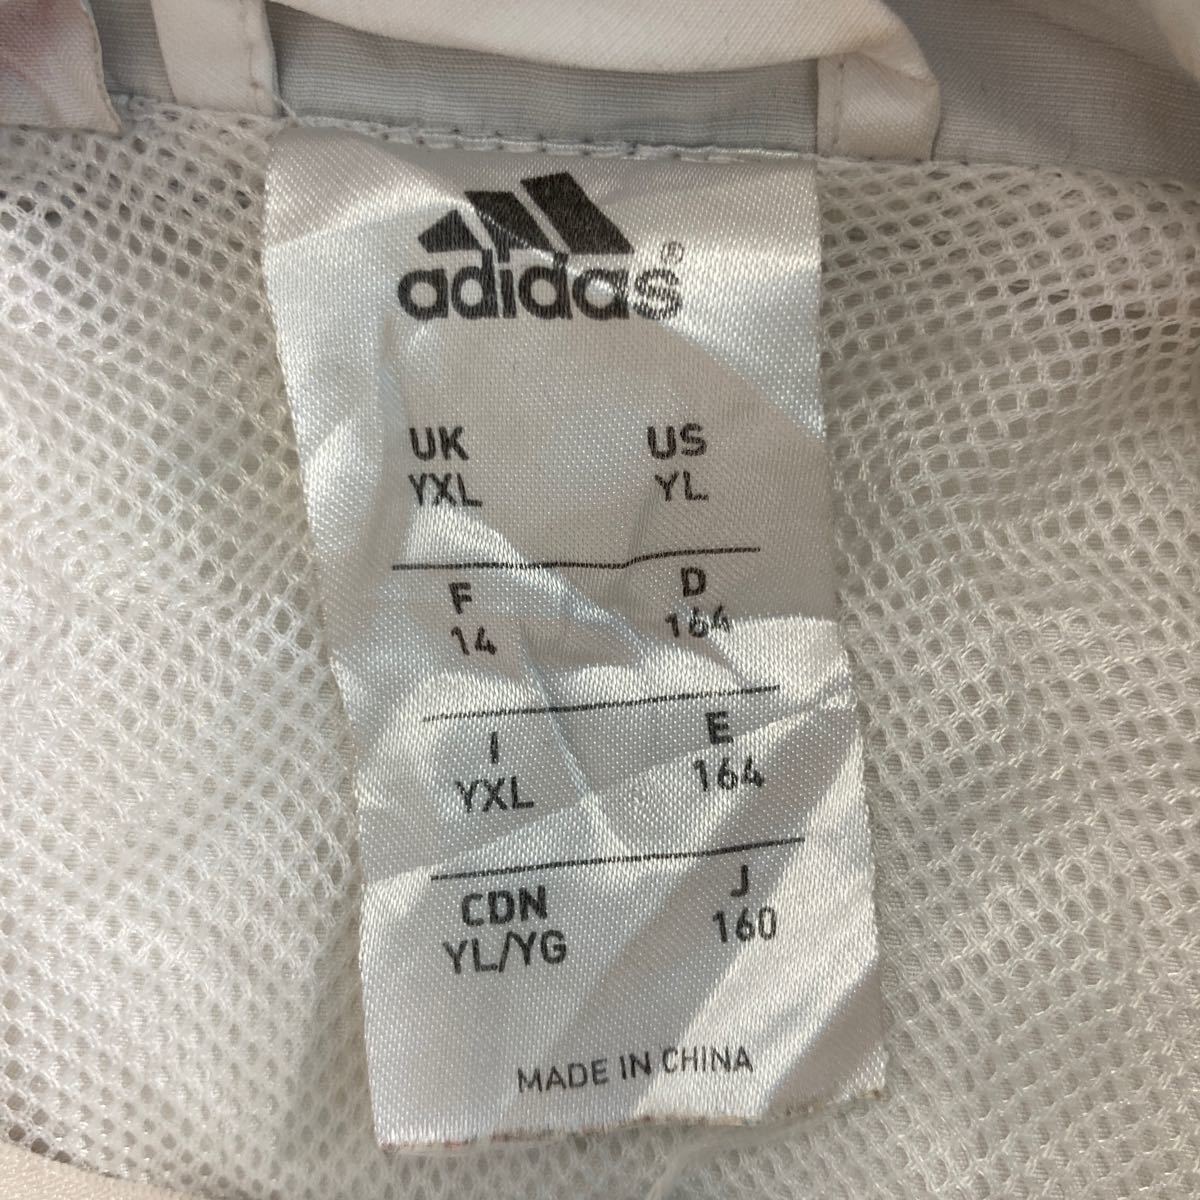 adidas®
UK US
YXL YL
F D
14 164
I E
YXL 164
CDN J
YL/YG 160
MADE IN CHINA